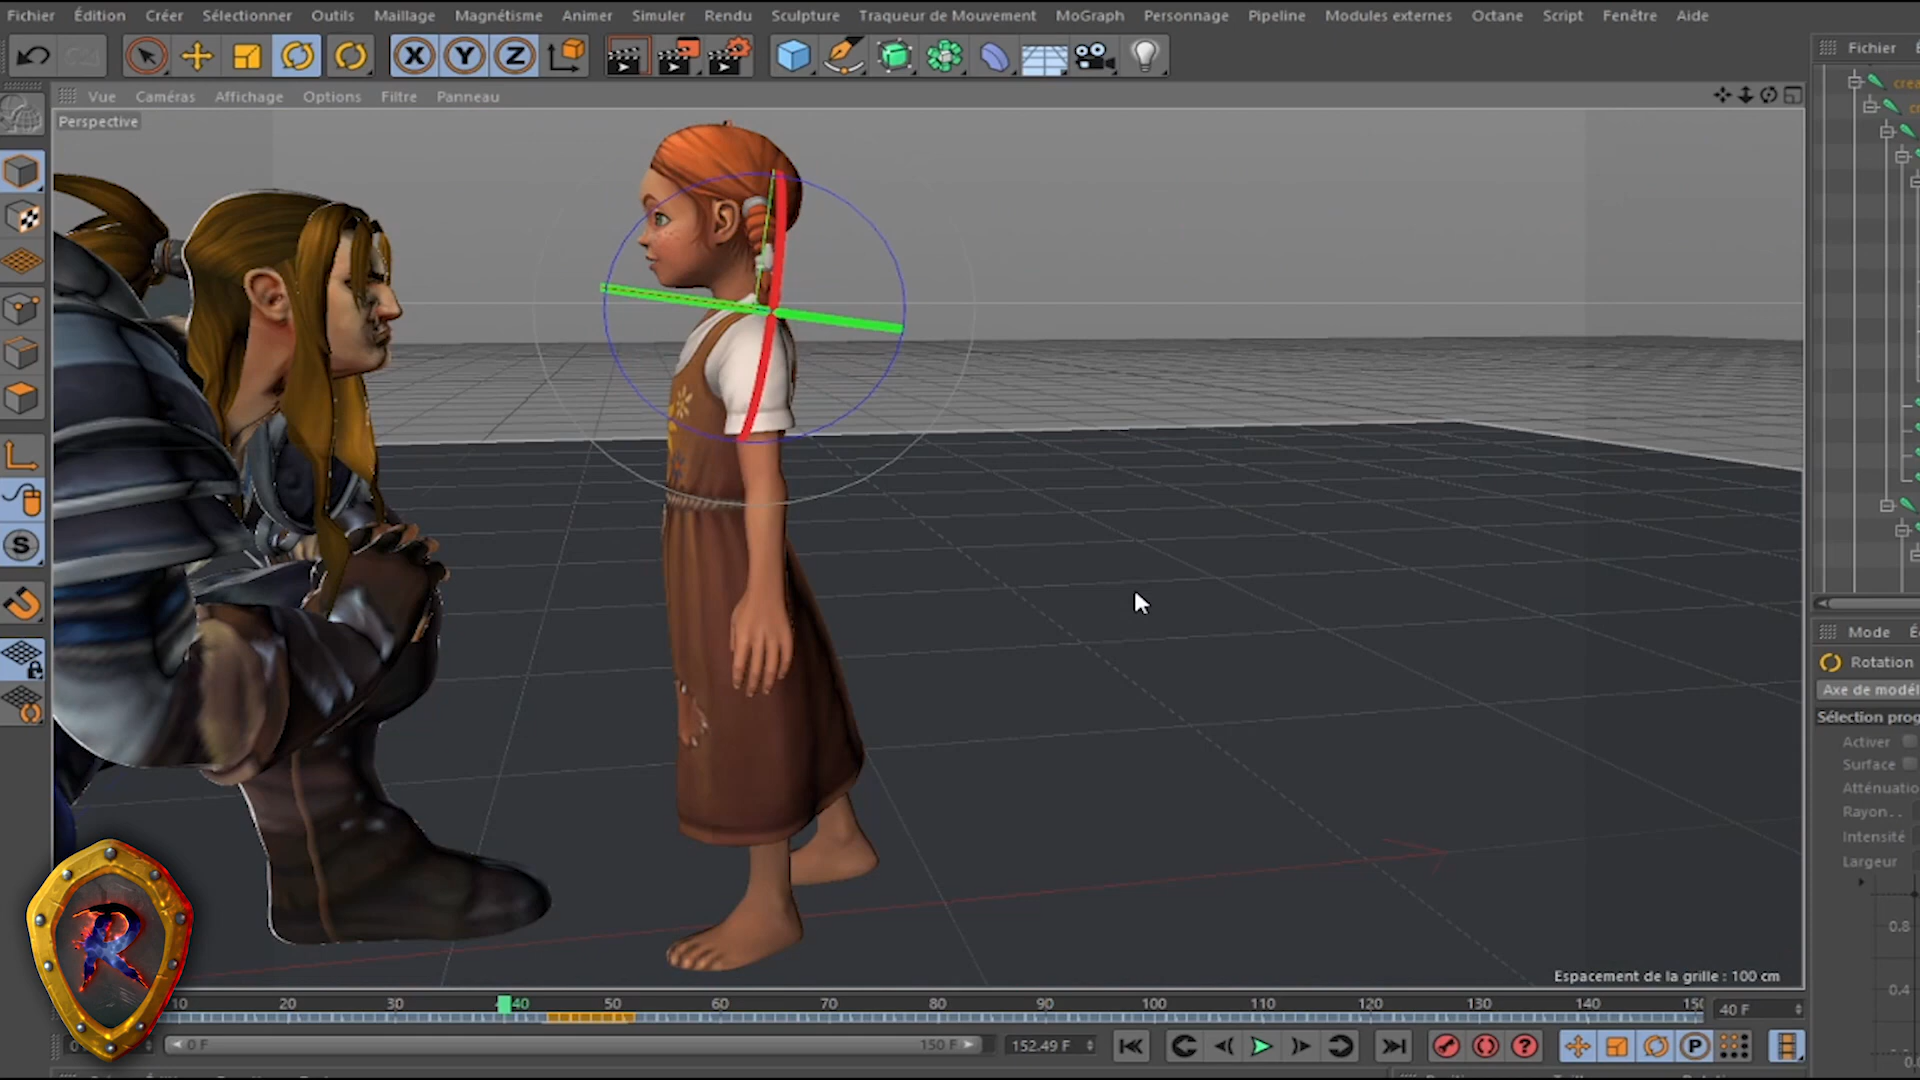 Fichier Édition Créer Sélectionner Outils Maillage Magnétisme Animer Simuler Rendu Sculpture Traqueur de Mouvement MoGraph Personnage Pipeline Modules externes Octane Script Fenêtre Aide
X Y Z
Fichier
Vue Caméras Affichage Options Filtre Panneau
Perspective
S
Mode
Rotation
Axe de modél
Sélection prog
Activer
Surface
Atténuatio
Rayon..
Intensité
Largeur
0.8
0.4
R
Espacement de la grille : 100 cm
10 20 30 40 50 60 70 80 90 100 110 120 130 140 150 40 F
0 F 150 F 152.49 F P